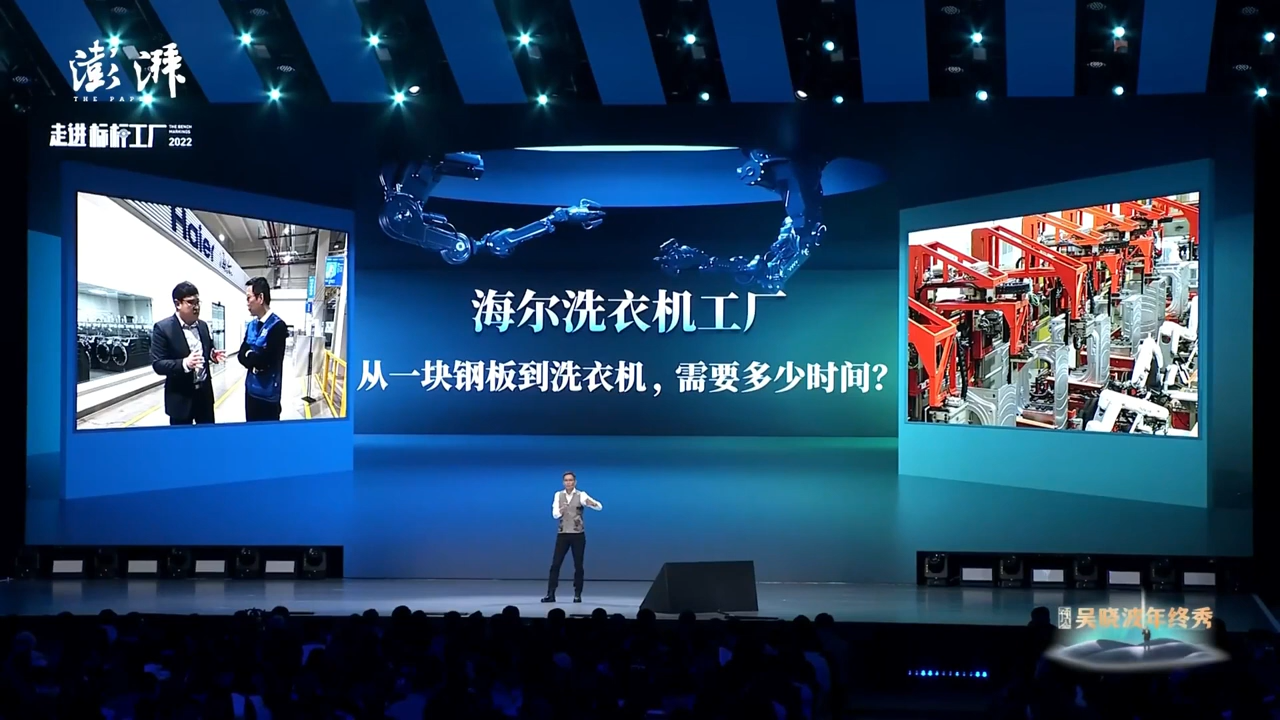 澎湃
THE PAPER
走进标杆工厂
THE BENCH
MARKINGS
2022
Haier
海尔洗衣机工厂
从一块钢板到洗衣机，需要多少时间？
吴晓波年终秀